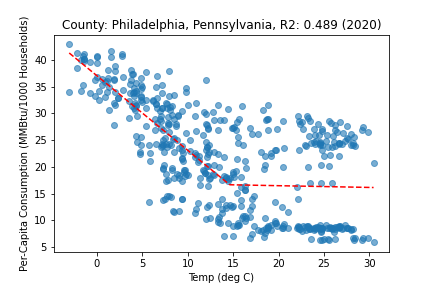 County: Philadelphia, Pennsylvania, R2: 0.489 (2020)
Per-Capita Consumption (MMBtu/1000 Households)
40
35
30
25
20
15
10
5
0 5 10 15 20 25 30
Temp (deg C)